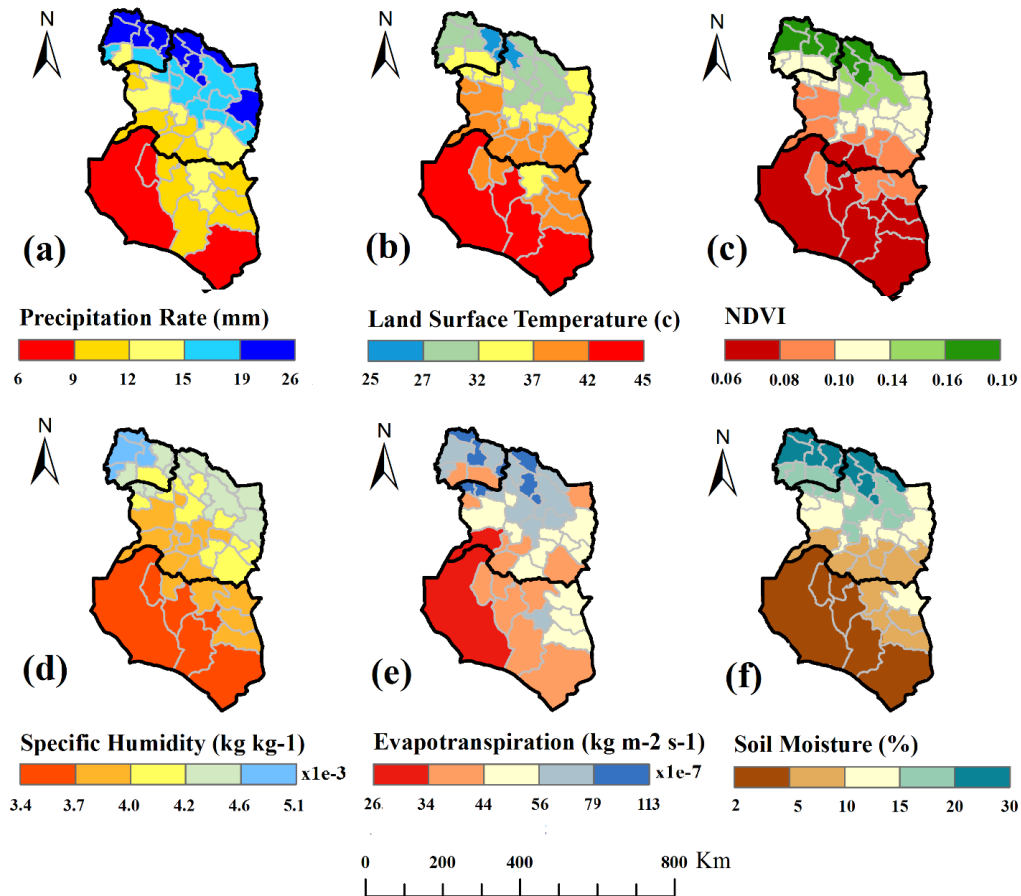 N
N
N
(a)
(b)
(c)
Precipitation Rate (mm)
6 9 12 15 19 26
Land Surface Temperature (c)
25 27 32 37 42 45
NDVI
0.06 0.08 0.10 0.14 0.16 0.19
N
N
N
(d)
(e)
(f)
Specific Humidity (kg kg-1)
x1e-3
3.4 3.7 4.0 4.2 4.6 5.1
Evapotranspiration (kg m-2 s-1)
x1e-7
26 34 44 56 79 113
Soil Moisture (%)
2 5 10 15 20 30
0 200 400 800 Km